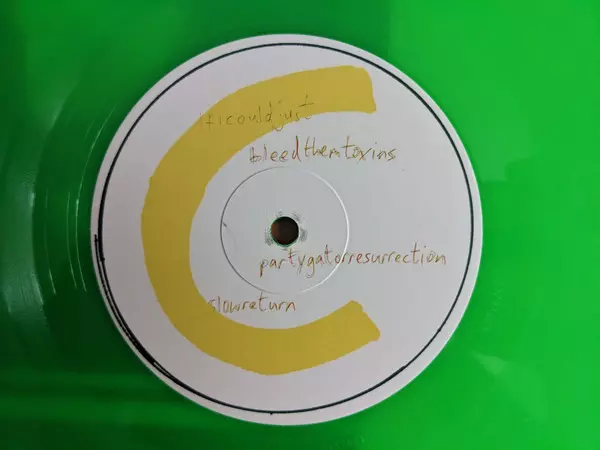 C
ificouldjust
bleedthemtoxins
partygatorresurrection
slowreturn